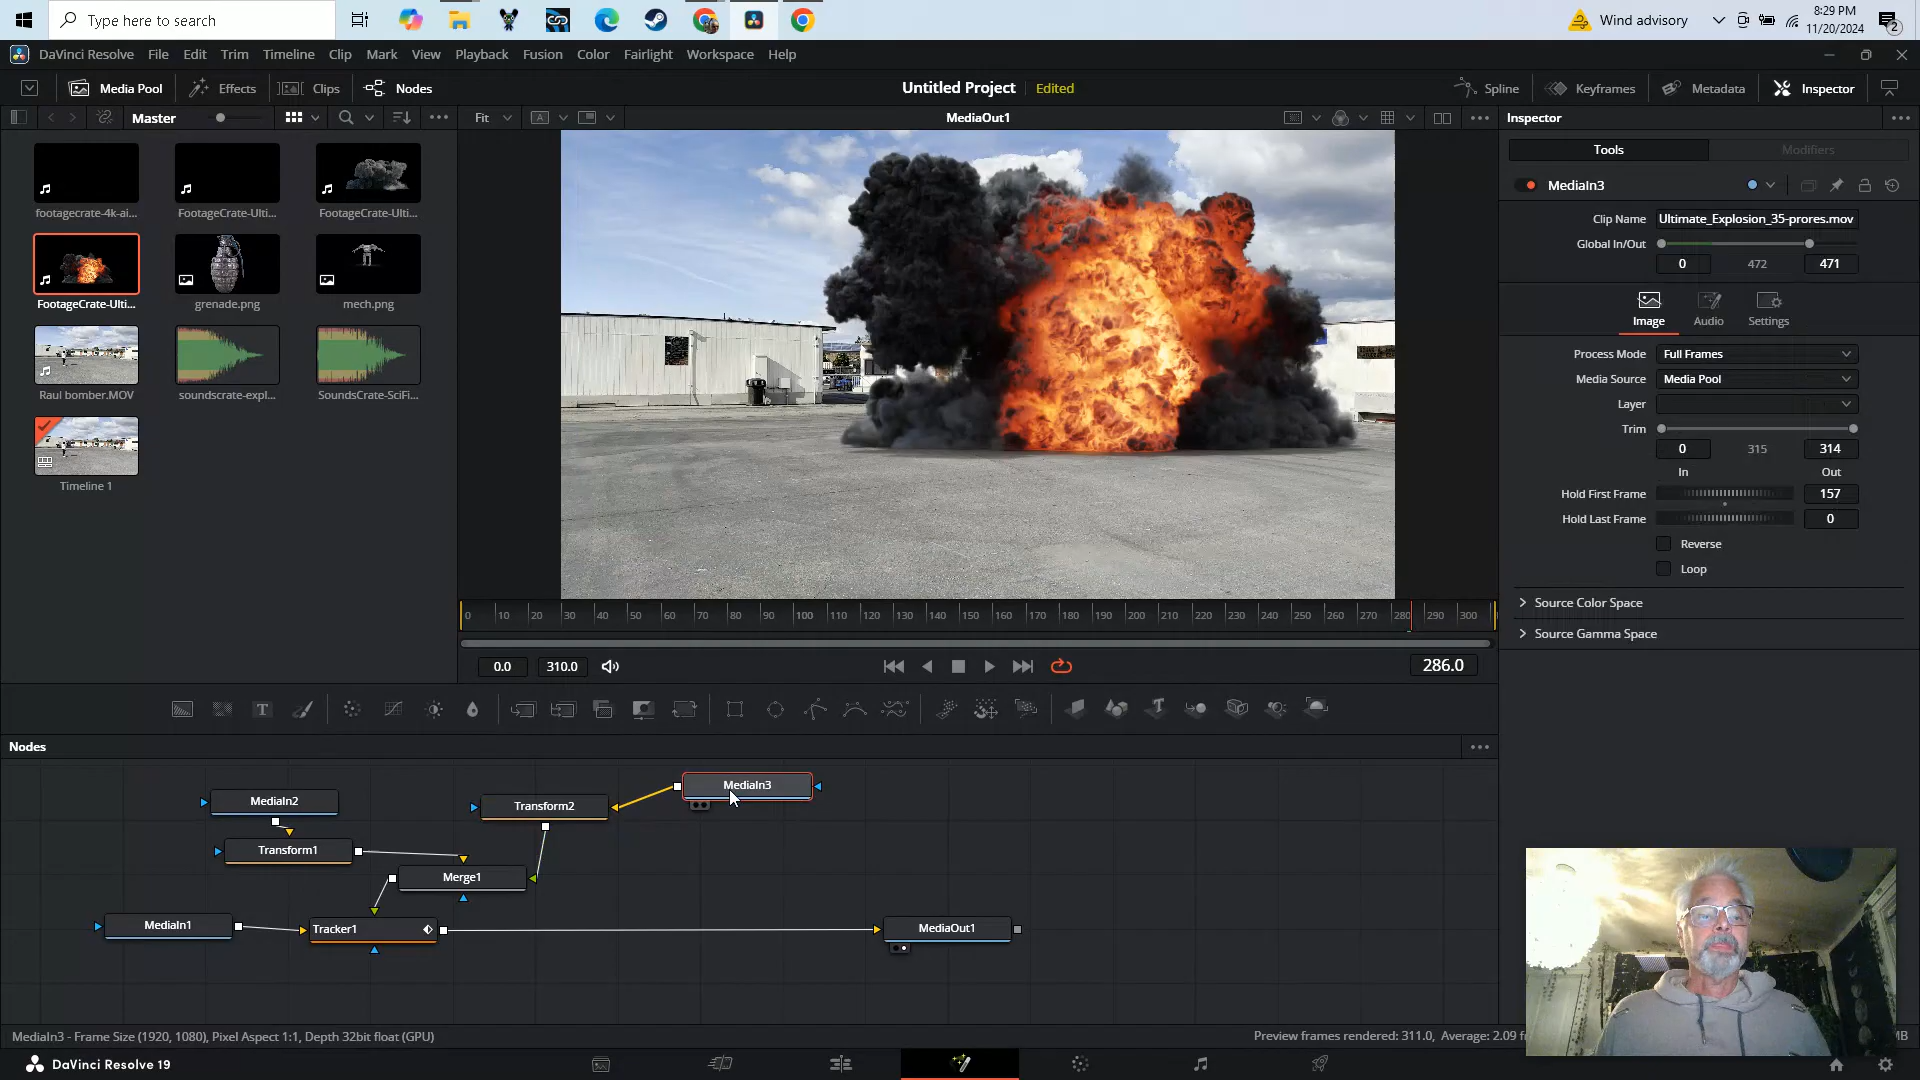 Type here to search
Wind advisory
8:29 PM
11/20/2024
2
DaVinci Resolve File Edit Trim Timeline Clip Mark View Playback Fusion Color Fairlight Workspace Help
Media Pool Effects Clips Nodes
Untitled Project Edited
Spline Keyframes Metadata Inspector
Master
Fit
MediaOut1
Inspector
Tools Modifiers
MediaIn3
footagecrate-4k-ai... FootageCrate-Ulti... FootageCrate-Ulti...
FootageCrate-Ulti... grenade.png mech.png
Raul bomber.MOV soundscrate-expl... SoundsCrate-SciFi...
Timeline 1
Clip Name Ultimate_Explosion_35-prores.mov
Global In/Out
0 472 471
Image Audio Settings
Process Mode Full Frames
Media Source Media Pool
Layer
Trim
0 315 314
In Out
Hold First Frame 157
Hold Last Frame 0
Reverse
Loop
Source Color Space
Source Gamma Space
0 10 20 30 40 50 60 70 80 90 100 110 120 130 140 150 160 170 180 190 200 210 220 230 240 250 260 270 280 290 300
0.0 310.0
286.0
T
Nodes
MediaIn3
MediaIn2
Transform2
Transform1
Merge1
MediaIn1
Tracker1
MediaOut1
MediaIn3 - Frame Size (1920, 1080), Pixel Aspect 1:1, Depth 32bit float (GPU)
Preview frames rendered: 311.0, Average: 2.09 f
MB
DaVinci Resolve 19